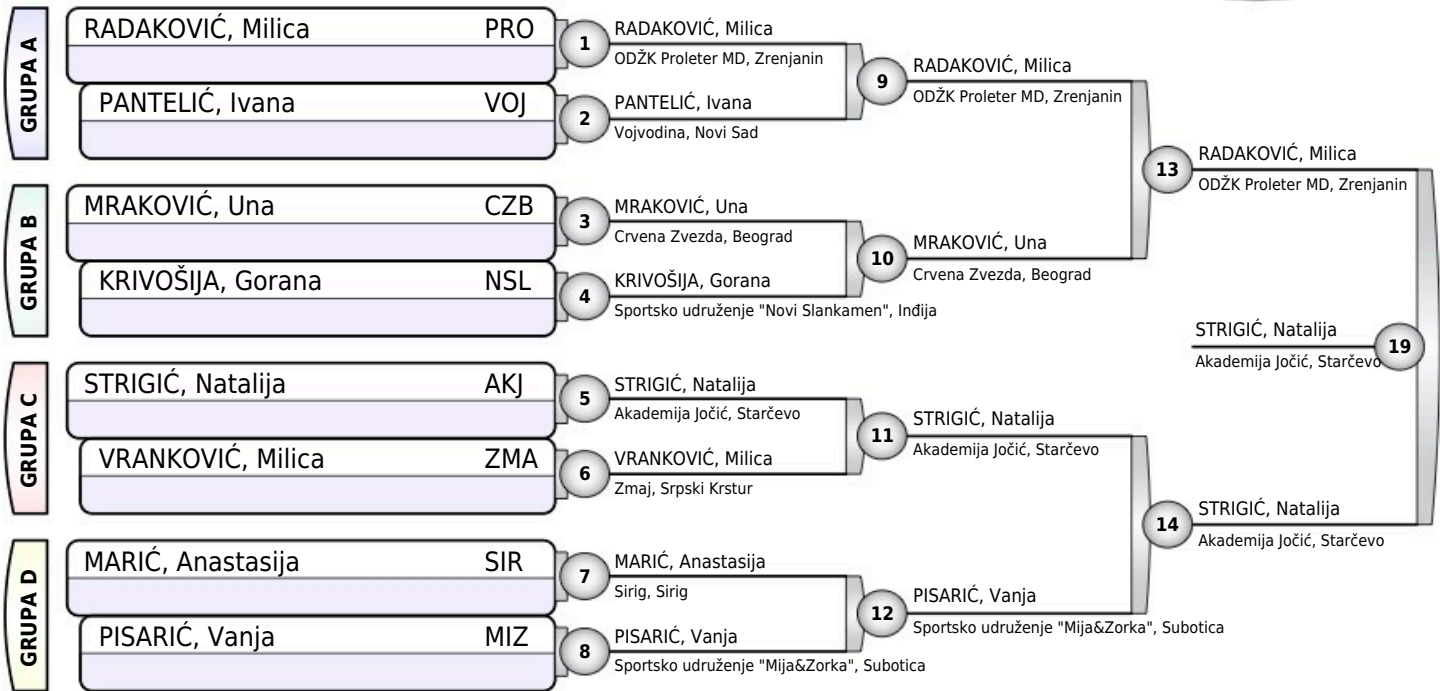 GRUPA A
RADAKOVIĆ, Milica PRO
PANTELIĆ, Ivana VOJ
1
RADAKOVIĆ, Milica
ODŽK Proleter MD, Zrenjanin
2
PANTELIĆ, Ivana
Vojvodina, Novi Sad
9
RADAKOVIĆ, Milica
ODŽK Proleter MD, Zrenjanin
GRUPA B
MRAKOVIĆ, Una CZB
KRIVOŠIJA, Gorana NSL
3
MRAKOVIĆ, Una
Crvena Zvezda, Beograd
4
KRIVOŠIJA, Gorana
Sportsko udruženje "Novi Slankamen", Inđija
10
MRAKOVIĆ, Una
Crvena Zvezda, Beograd
13
RADAKOVIĆ, Milica
ODŽK Proleter MD, Zrenjanin
GRUPA C
STRIGIĆ, Natalija AKJ
VRANKOVIĆ, Milica ZMA
5
STRIGIĆ, Natalija
Akademija Jočić, Starčevo
6
VRANKOVIĆ, Milica
Zmaj, Srpski Krstur
11
STRIGIĆ, Natalija
Akademija Jočić, Starčevo
GRUPA D
MARIĆ, Anastasija SIR
PISARIĆ, Vanja MIZ
7
MARIĆ, Anastasija
Sirig, Sirig
8
PISARIĆ, Vanja
Sportsko udruženje "Mija&Zorka", Subotica
12
PISARIĆ, Vanja
Sportsko udruženje "Mija&Zorka", Subotica
14
STRIGIĆ, Natalija
Akademija Jočić, Starčevo
STRIGIĆ, Natalija
Akademija Jočić, Starčevo
19